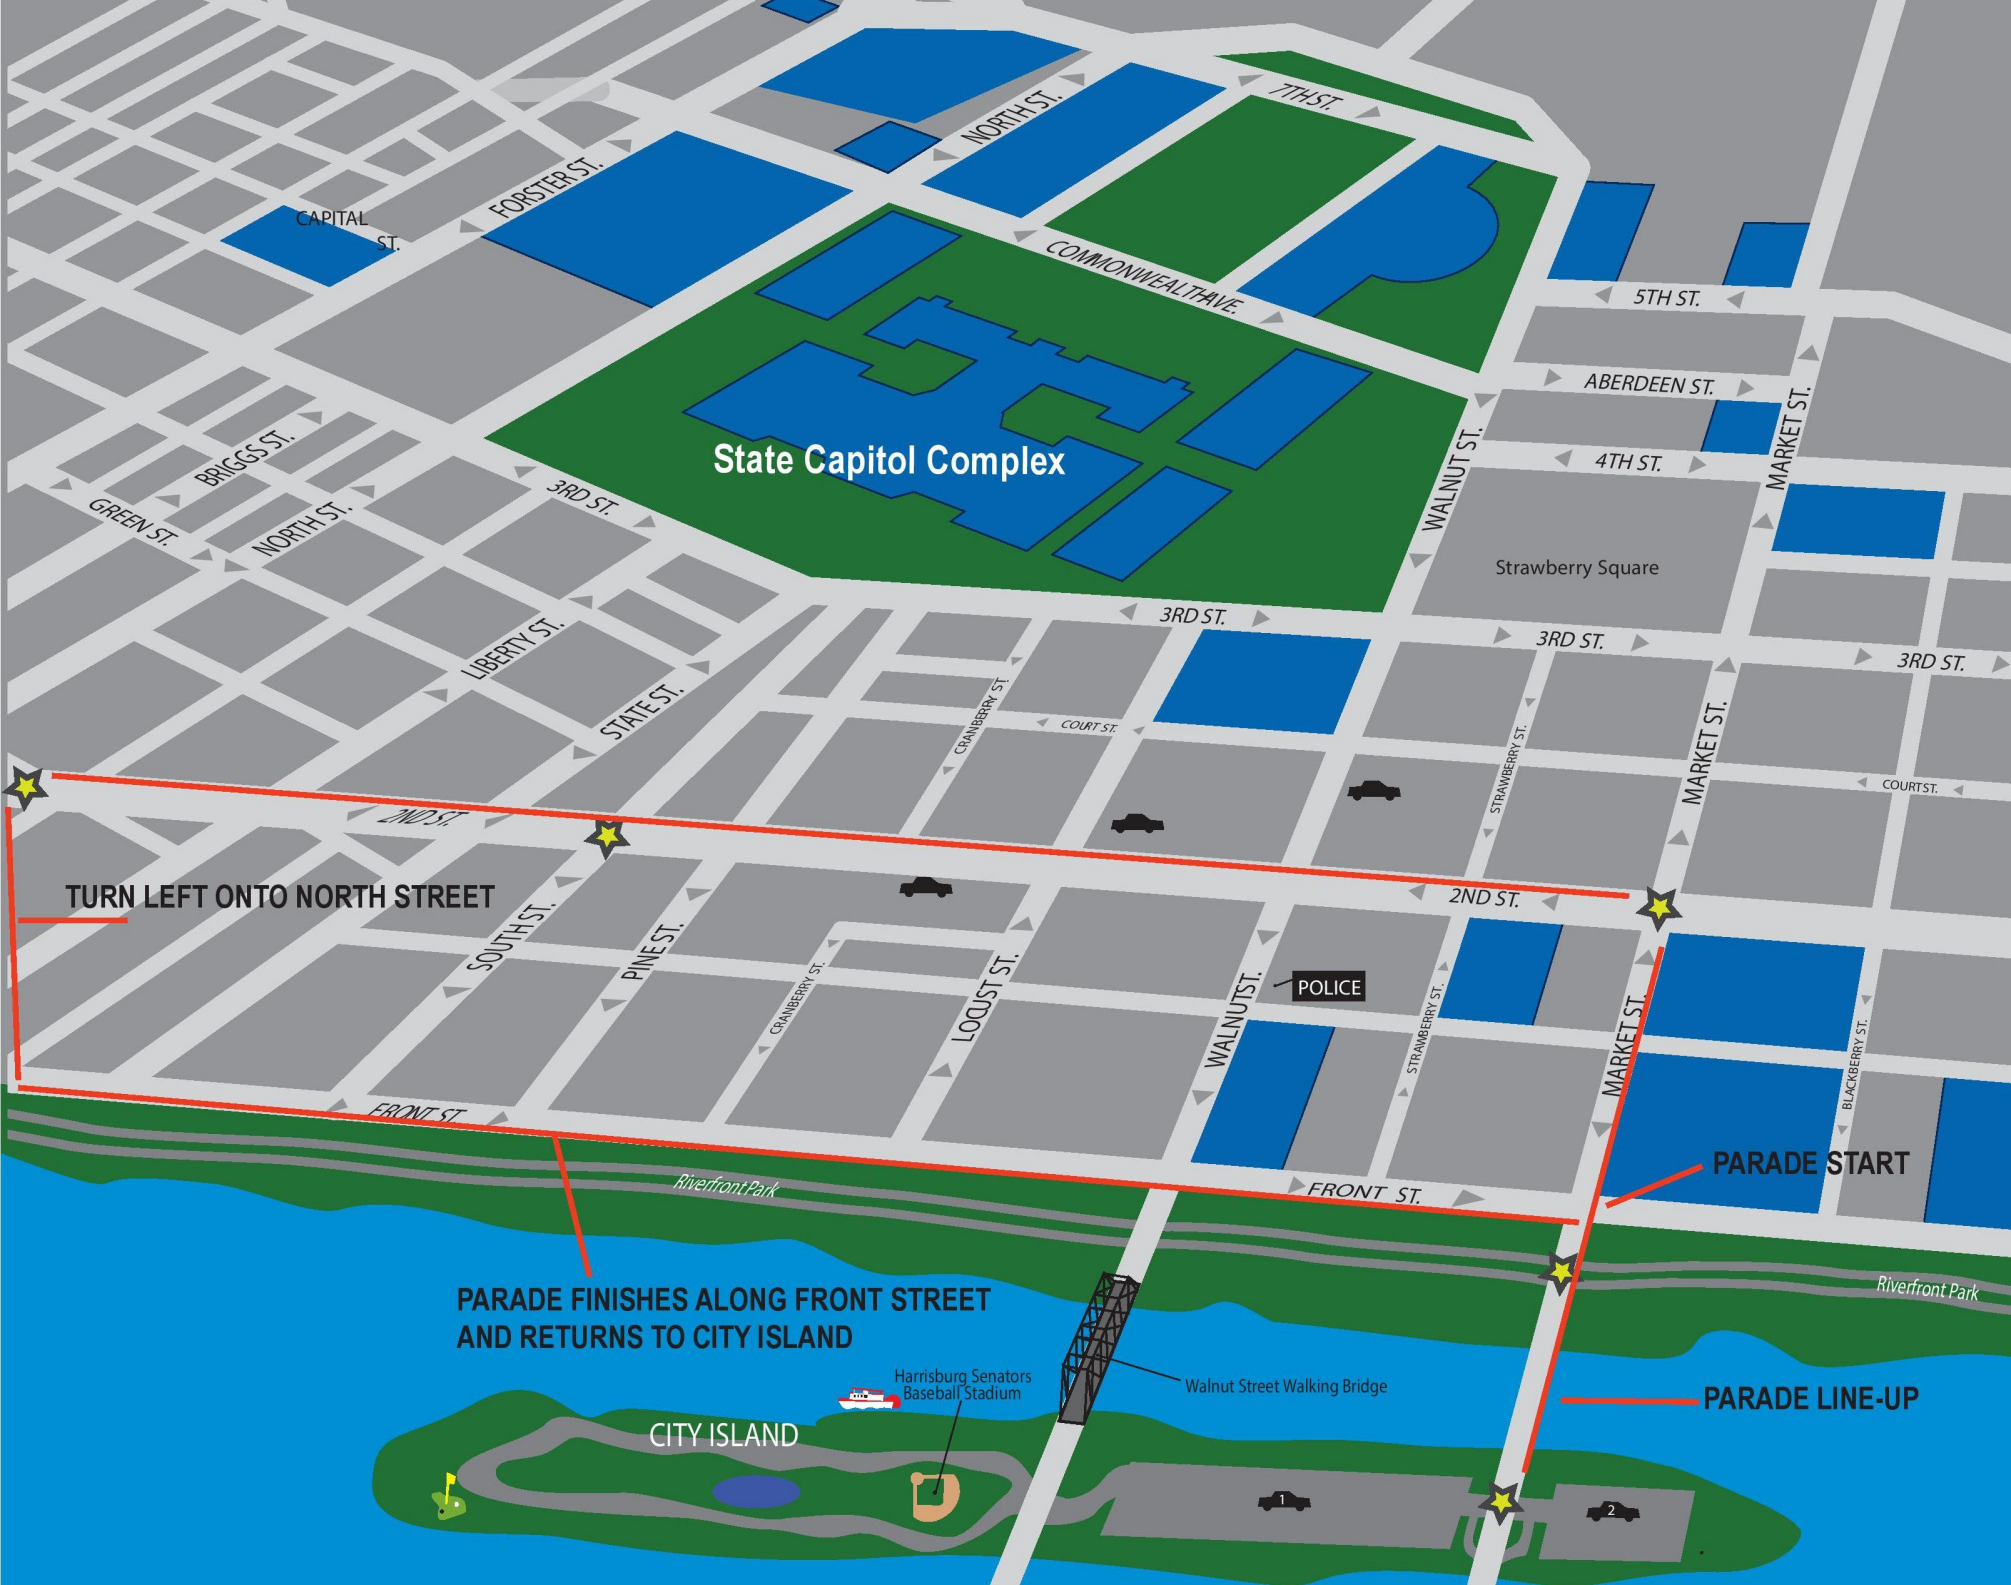 7TH ST.
NORTH ST.
FORSTER ST.
CAPITAL
ST.
COMMONWEALTH AVE.
5TH ST.
ABERDEEN ST.
MARKET ST.
4TH ST.
WALNUT ST.
State Capitol Complex
BRIGGS ST.
GREEN ST.
NORTH ST.
3RD ST.
Strawberry Square
3RD ST.
3RD ST.
3RD ST.
LIBERTY ST.
STATE ST.
CRANBERRY ST.
COURT ST.
STRAWBERRY ST.
MARKET ST.
COURT ST.
2ND ST.
2ND ST.
TURN LEFT ONTO NORTH STREET
SOUTH ST.
PINE ST.
CRANBERRY ST.
LOCUST ST.
WALNUT ST.
POLICE
STRAWBERRY ST.
MARKET ST.
BLACKBERRY ST.
FRONT ST.
PARADE START
Riverfront Park
FRONT ST.
Riverfront Park
PARADE FINISHES ALONG FRONT STREET
AND RETURNS TO CITY ISLAND
Harrisburg Senators
Baseball Stadium
Walnut Street Walking Bridge
PARADE LINE-UP
CITY ISLAND
1
2